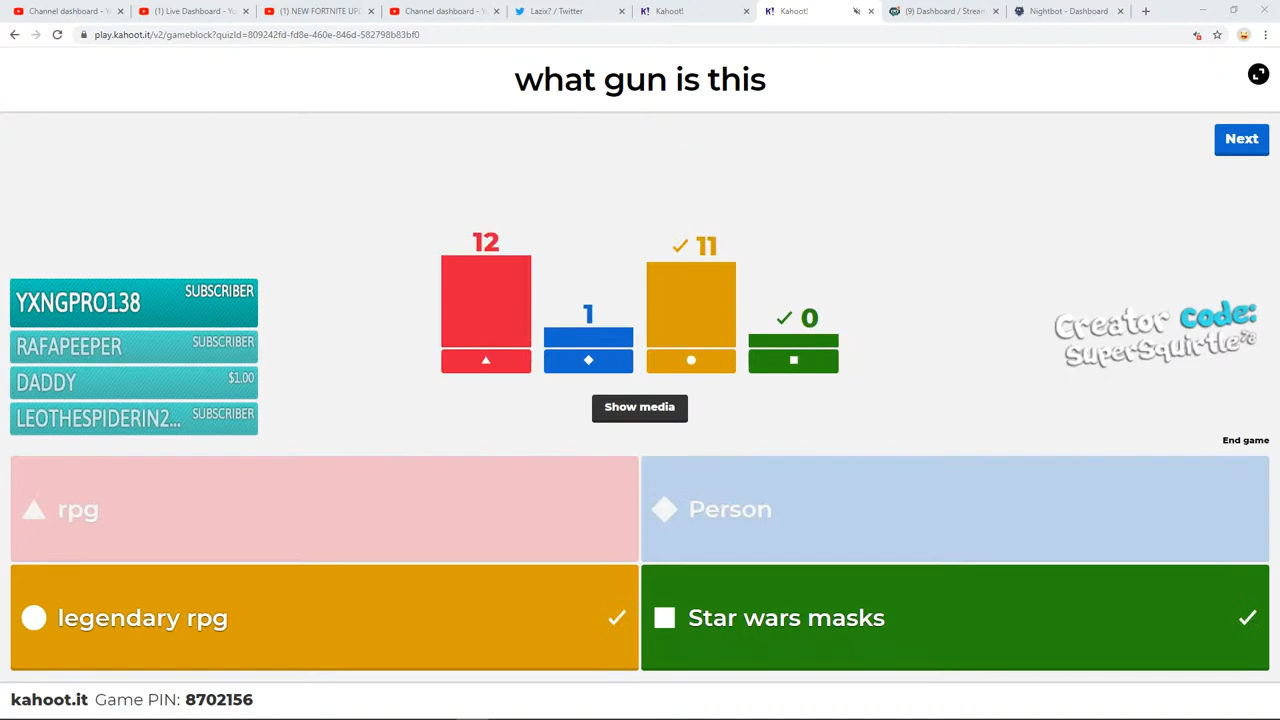 Channel dashboard - Y
(1) Live Dashboard - Yo
(1) NEW FORTNITE UP
Channel dashboard - Y
Lazix? / Twitter
Kahoot!
Kahoot!
(9) Dashboard / Stream
Nightbot - Dashboard
play.kahoot.it/v2/gameblock?quizId=809242fd-fd8e-460e-846d-582798b83bf0
what gun is this
Next
12
1
11
0
YXNGPRO138 SUBSCRIBER
RAFAPEEPER SUBSCRIBER
DADDY $1.00
LEOTHESPIDERIN2... SUBSCRIBER
Creator code:
SuperSquirtle78
Show media
End game
rpg
Person
legendary rpg
Star wars masks
kahoot.it Game PIN: 8702156